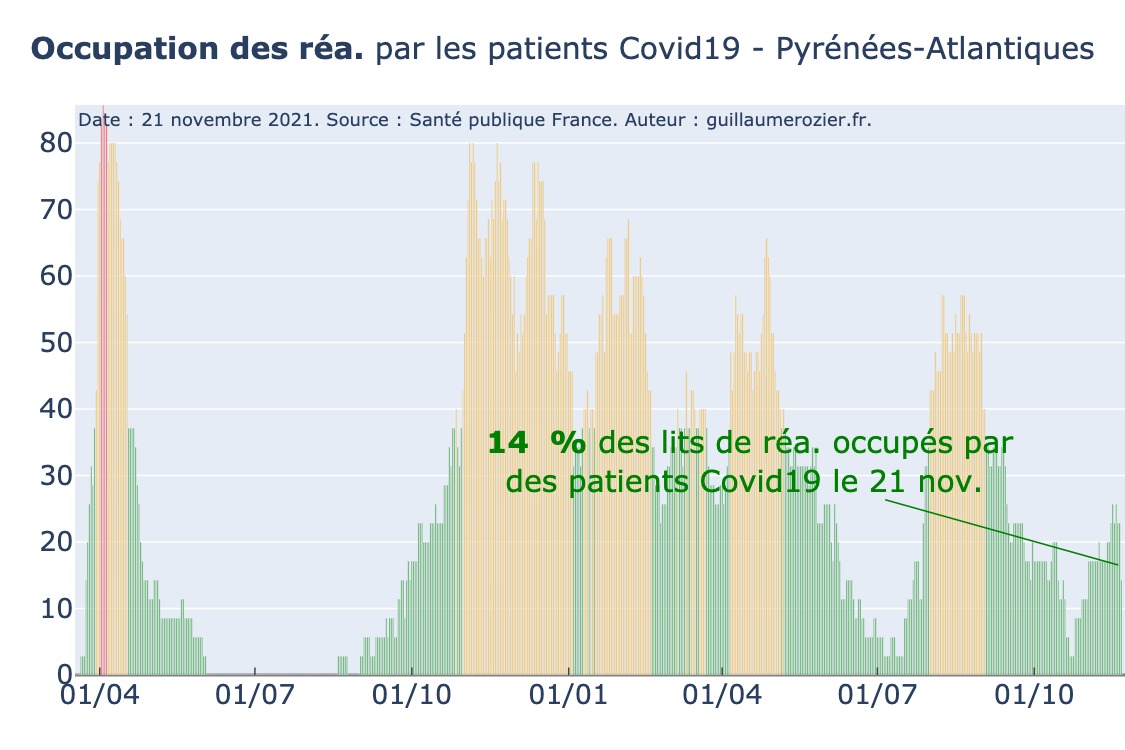 Occupation des réa. par les patients Covid19 - Pyrénées-Atlantiques
Date : 21 novembre 2021. Source : Santé publique France. Auteur : guillaumerozier.fr.
80
70
60
50
40
30
20
10
0
14 % des lits de réa. occupés par
des patients Covid19 le 21 nov.
01/04 01/07 01/10 01/01 01/04 01/07 01/10